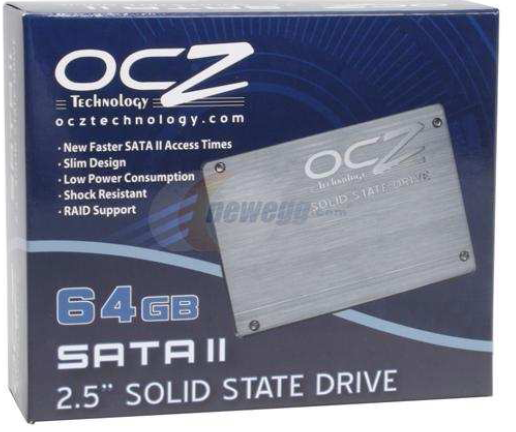 OCZ
Technology
ocztechnology.com
· New Faster SATA II Access Times
· Slim Design
· Low Power Consumption
· Shock Resistant
· RAID Support
OCZ
Technology
SOLID STATE DRIVE
newegg.com
64GB
SATA II
2.5" SOLID STATE DRIVE